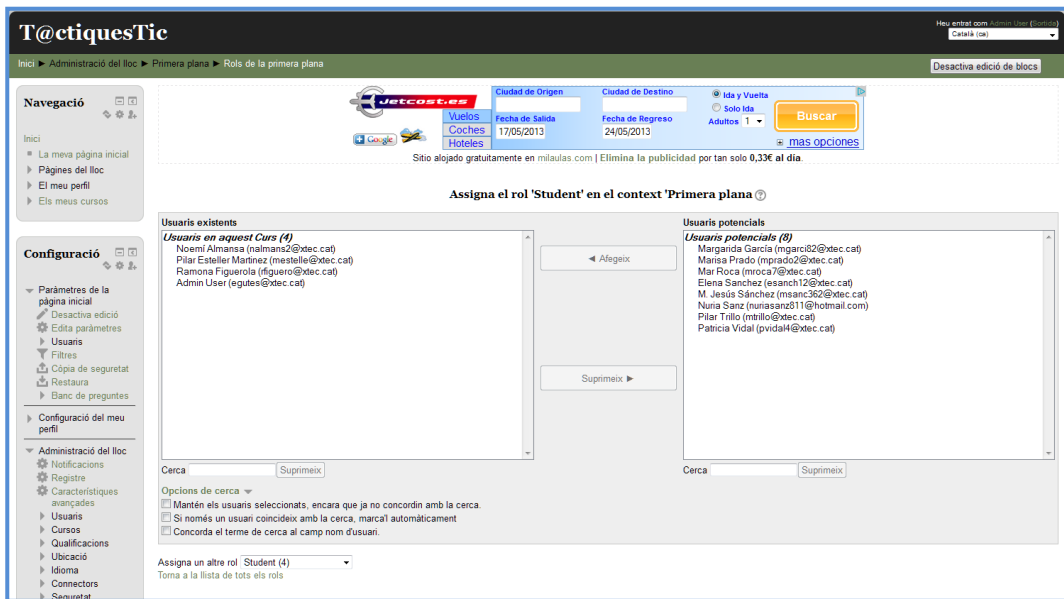 T@ctiquesTic
Heu entrat com Admin User (Sortida)
Català (ca)
Inici ► Administració del lloc ► Primera plana ► Rols de la primera plana
Desactiva edició de blocs
Navegació
Inici
La meva pàgina inicial
Pàgines del lloc
El meu perfil
Els meus cursos
Configuració
Paràmetres de la
pàgina inicial
Desactiva edició
Edita paràmetres
Usuaris
Filtres
Còpia de seguretat
Restaura
Banc de preguntes
Configuració del meu
perfil
Administració del lloc
Notificacions
Registre
Característiques
avançades
Usuaris
Cursos
Qualificacions
Ubicació
Idioma
Connectors
Seguretat
Jetcost.es
Google
Vuelos
Coches
Hoteles
Ciudad de Origen
Ciudad de Destino
Fecha de Salida
Fecha de Regreso
17/05/2013
24/05/2013
Ida y Vuelta
Solo Ida
Adultos 1
Buscar
mas opciones
Sitio alojado gratuitamente en milaulas.com | Elimina la publicidad por tan solo 0,33€ al día.
Assigna el rol 'Student' en el context 'Primera plana
Usuaris existents
Usuaris en aquest Curs (4)
Noemí Almansa (nalmans2@xtec.cat)
Pilar Esteller Martinez (mestelle@xtec.cat)
Ramona Figuerola (rfiguero@xtec.cat)
Admin User (egutes@xtec.cat)
◄ Afegeix
Suprimeix ►
Usuaris potencials
Usuaris potencials (8)
Margarida García (mgarci82@xtec.cat)
Marisa Prado (mprado2@xtec.cat)
Mar Roca (mroca7@xtec.cat)
Elena Sanchez (esanch12@xtec.cat)
M. Jesús Sánchez (msanc362@xtec.cat)
Nuria Sanz (nuriasanz811@hotmail.com)
Pilar Trillo (mtrillo@xtec.cat)
Patricia Vidal (pvidal4@xtec.cat)
Cerca
Suprimeix
Cerca
Suprimeix
Opcions de cerca
Mantén els usuaris seleccionats, encara que ja no concordin amb la cerca.
Si només un usuari coincideix amb la cerca, marca'l automàticament
Concorda el terme de cerca al camp nom d'usuari.
Assigna un altre rol Student (4)
Torna a la llista de tots els rols